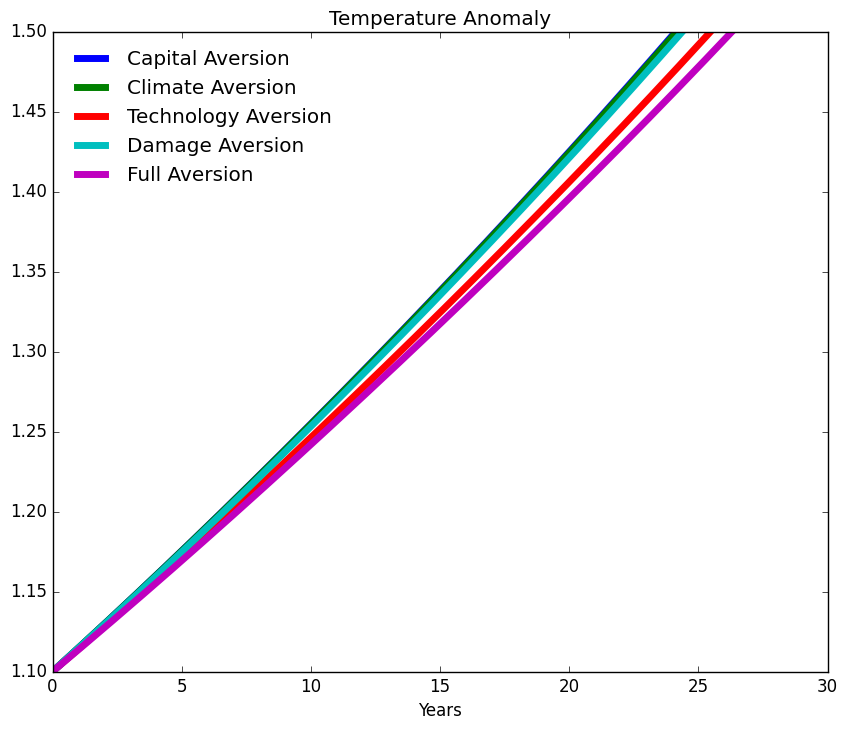 Temperature Anomaly
1.50
1.45
1.40
1.35
1.30
1.25
1.20
1.15
1.10
Capital Aversion
Climate Aversion
Technology Aversion
Damage Aversion
Full Aversion
0 5 10 15 20 25 30
Years